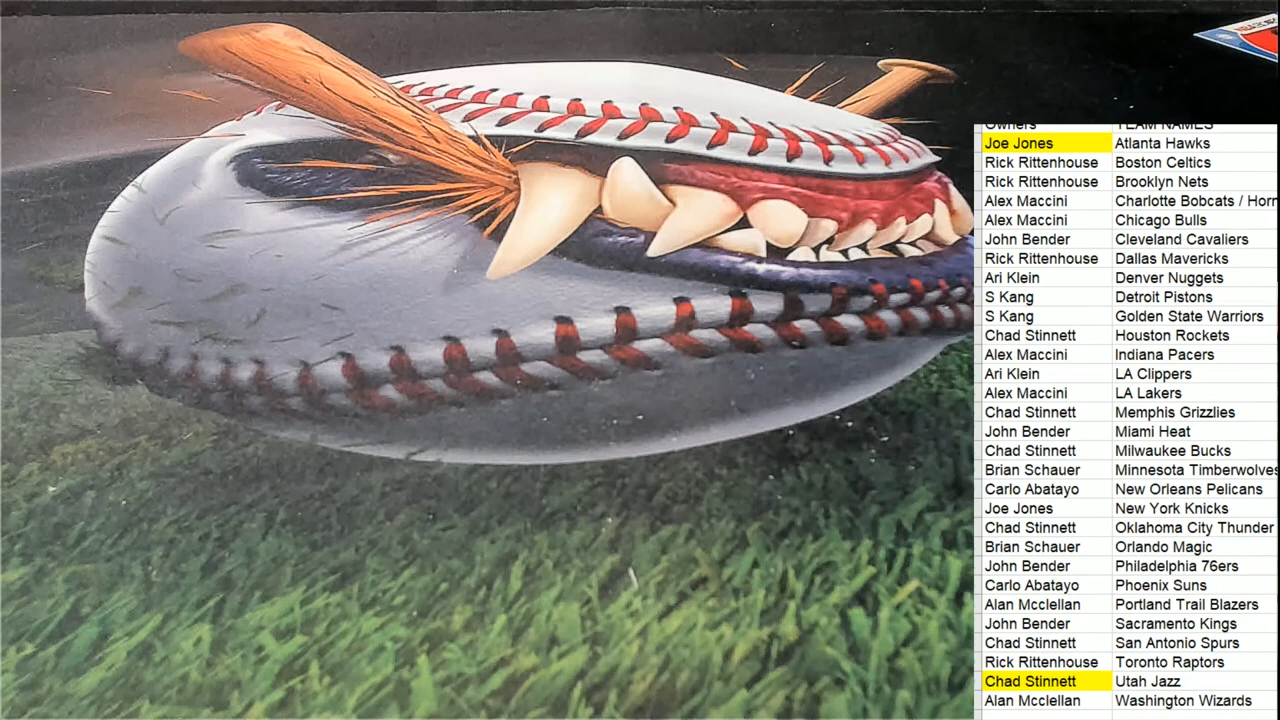 Owners TEAM NAMES
Joe Jones Atlanta Hawks
Rick Rittenhouse Boston Celtics
Rick Rittenhouse Brooklyn Nets
Alex Maccini Charlotte Bobcats / Horr
Alex Maccini Chicago Bulls
John Bender Cleveland Cavaliers
Rick Rittenhouse Dallas Mavericks
Ari Klein Denver Nuggets
S Kang Detroit Pistons
S Kang Golden State Warriors
Chad Stinnett Houston Rockets
Alex Maccini Indiana Pacers
Ari Klein LA Clippers
Alex Maccini LA Lakers
Chad Stinnett Memphis Grizzlies
John Bender Miami Heat
Chad Stinnett Milwaukee Bucks
Brian Schauer Minnesota Timberwolves
Carlo Abatayo New Orleans Pelicans
Joe Jones New York Knicks
Chad Stinnett Oklahoma City Thunder
Brian Schauer Orlando Magic
John Bender Philadelphia 76ers
Carlo Abatayo Phoenix Suns
Alan Mcclellan Portland Trail Blazers
John Bender Sacramento Kings
Chad Stinnett San Antonio Spurs
Rick Rittenhouse Toronto Raptors
Chad Stinnett Utah Jazz
Alan Mcclellan Washington Wizards